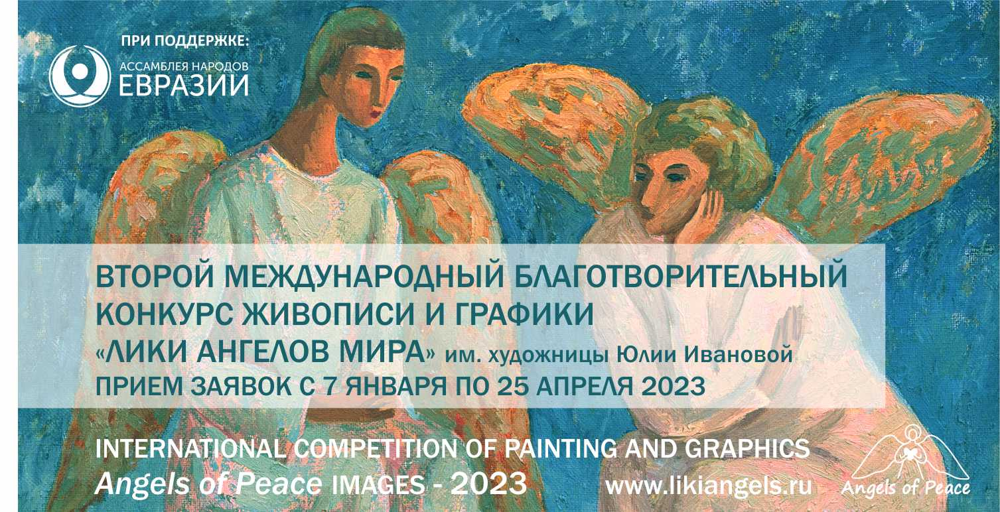 ПРИ ПОДДЕРЖКЕ:
АССАМБЛЕЯ НАРОДОВ
ЕВРАЗИИ
ВТОРОЙ МЕЖДУНАРОДНЫЙ БЛАГОТВОРИТЕЛЬНЫЙ
КОНКУРС ЖИВОПИСИ И ГРАФИКИ
«ЛИКИ АНГЕЛОВ МИРА» им. художницы Юлии Ивановой
ПРИЕМ ЗАЯВОК С 7 ЯНВАРЯ ПО 25 АПРЕЛЯ 2023
INTERNATIONAL COMPETITION OF PAINTING AND GRAPHICS
Angels of Peace IMAGES - 2023
www.likiangels.ru
Angels of Peace